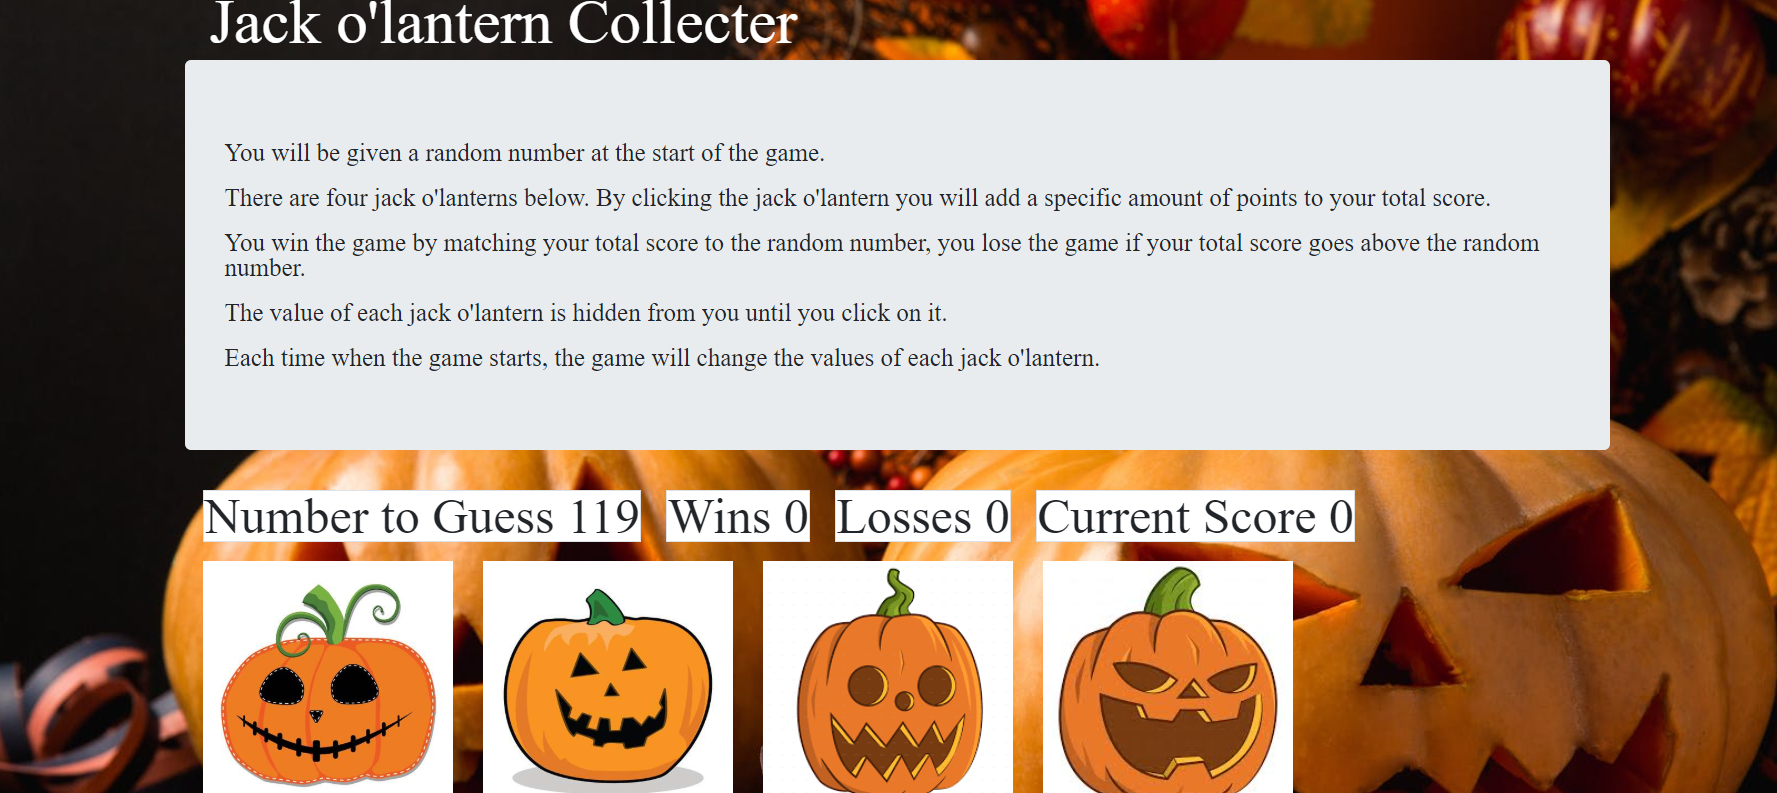 Jack o'lantern Collecter
You will be given a random number at the start of the game.
There are four jack o'lanterns below. By clicking the jack o'lantern you will add a specific amount of points to your total score.
You win the game by matching your total score to the random number, you lose the game if your total score goes above the random
number.
The value of each jack o'lantern is hidden from you until you click on it.
Each time when the game starts, the game will change the values of each jack o'lantern.
Number to Guess 119 Wins 0 Losses 0 Current Score 0